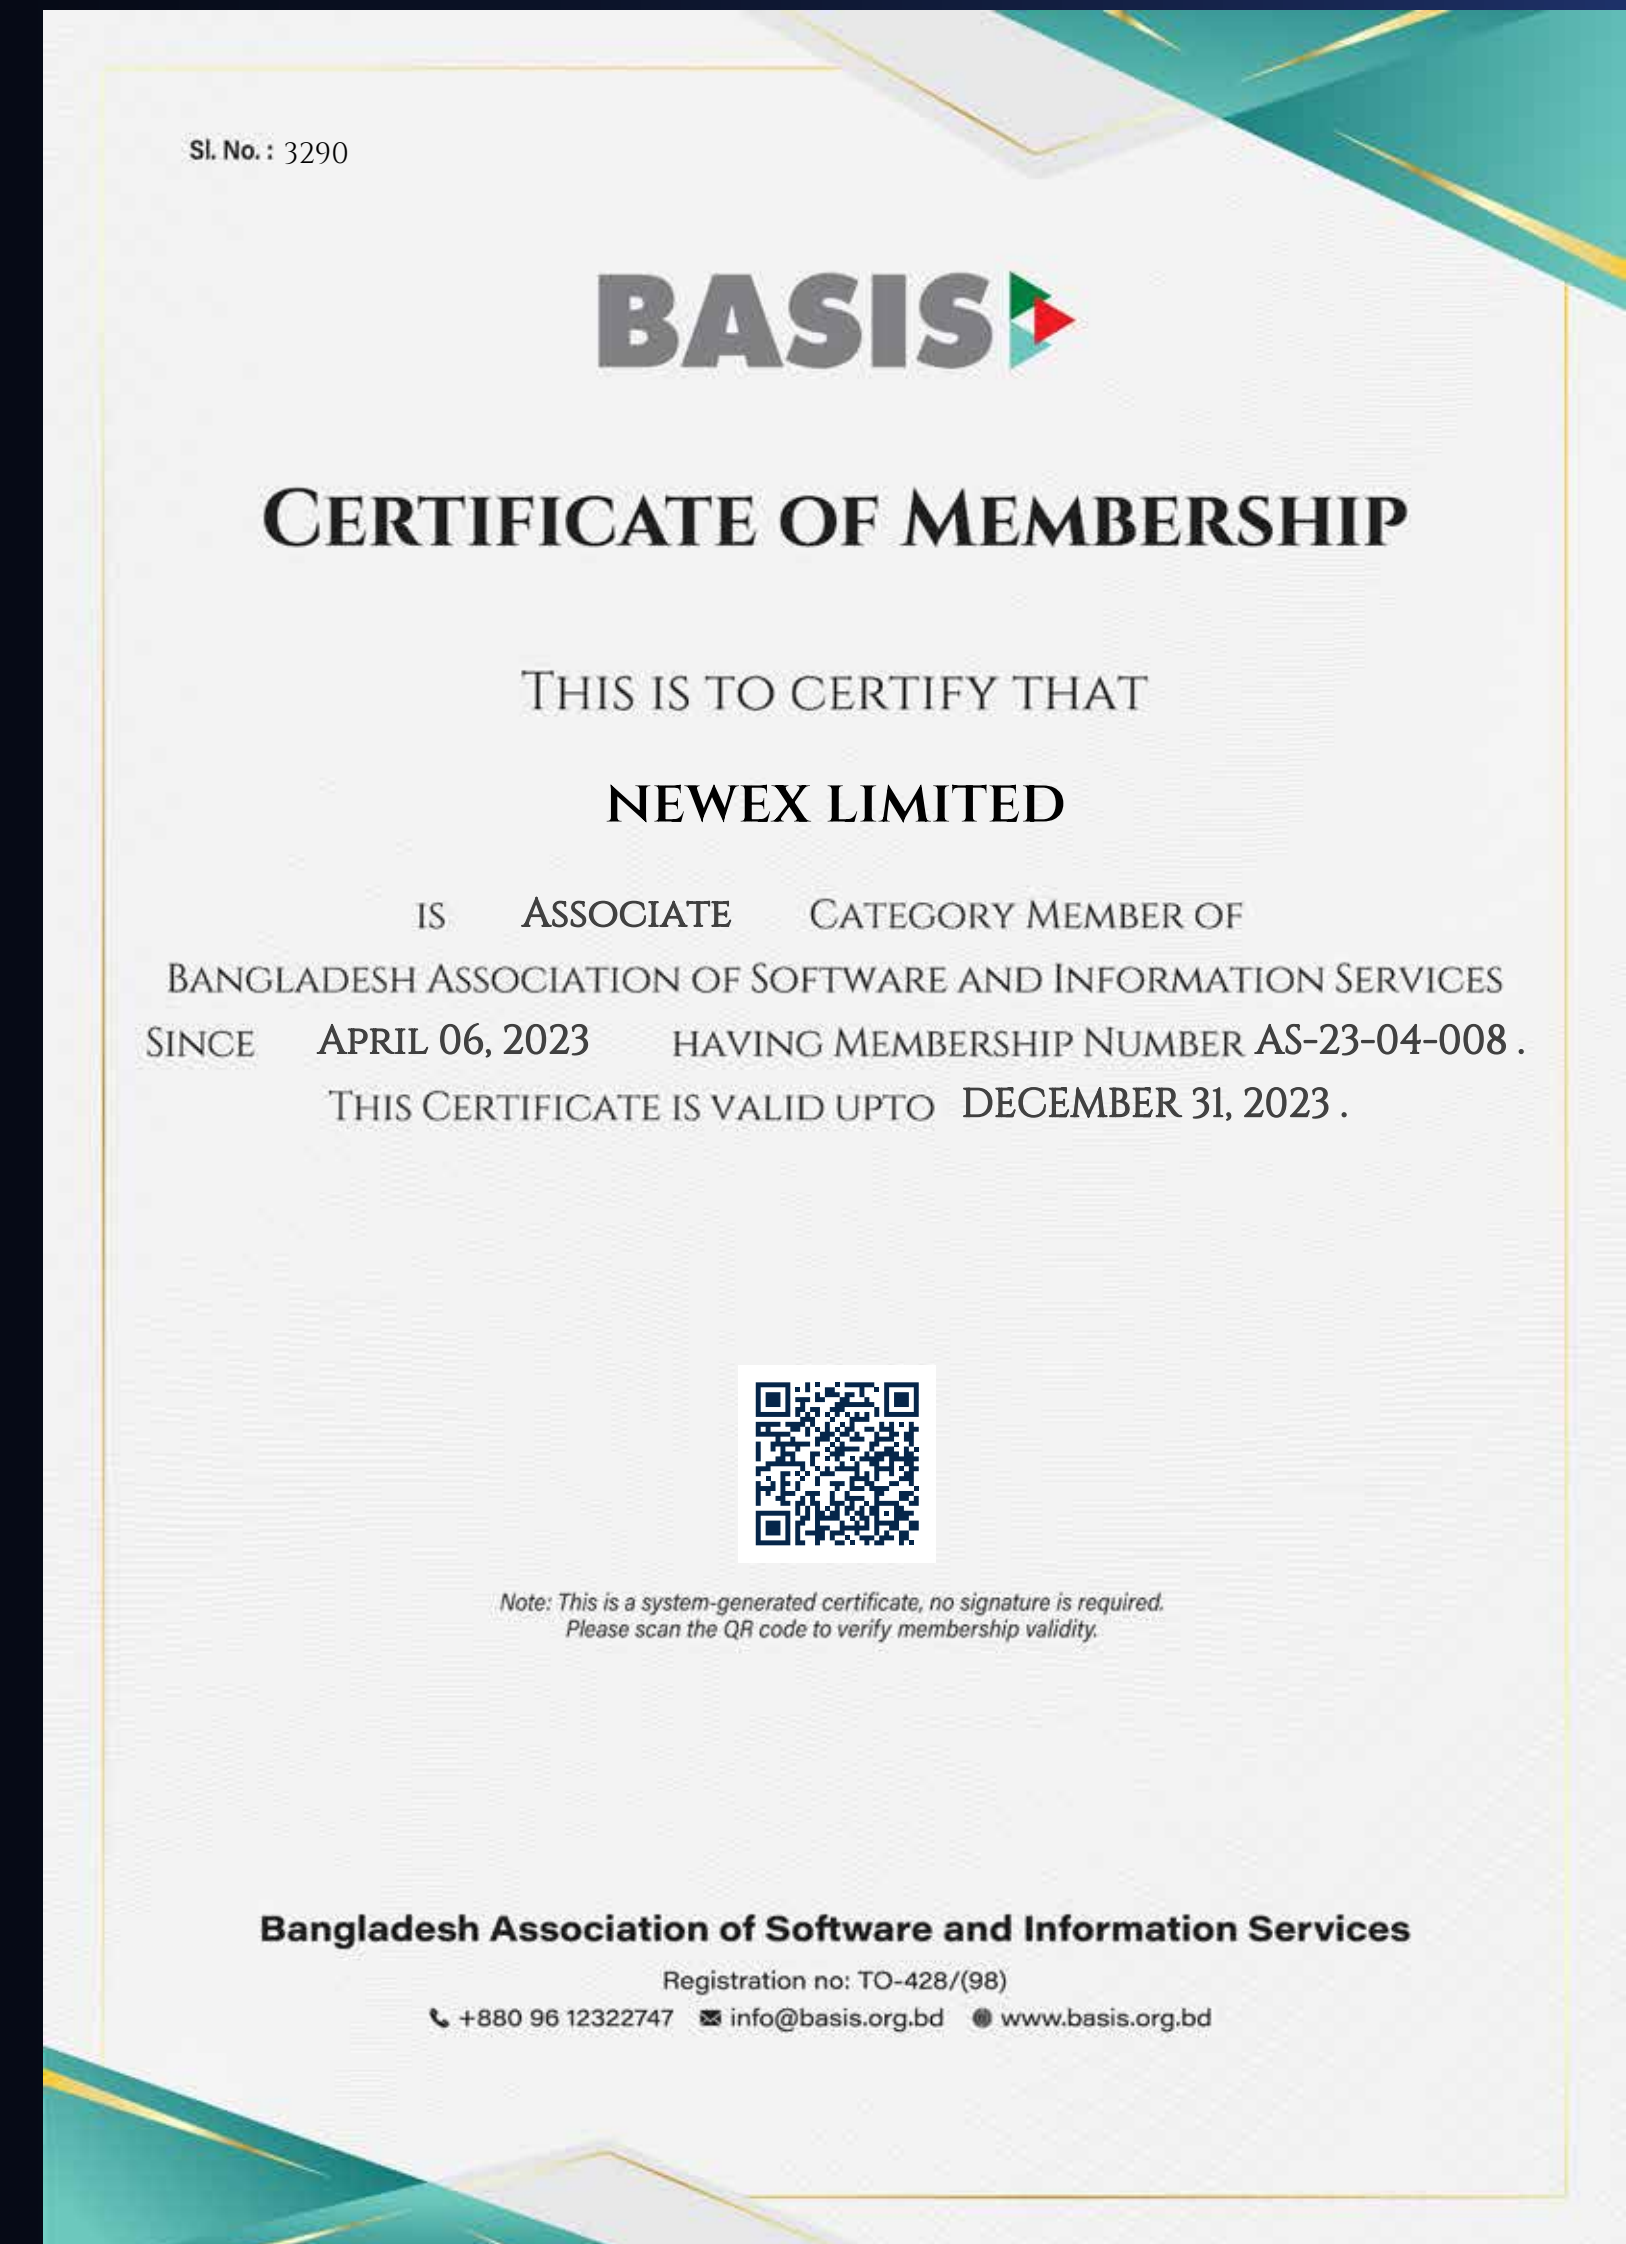 Sl. No. : 3290
BASIS
Certificate of Membership
This is to certify that
NEWEX LIMITED
is Associate Category Member of
Bangladesh Association of Software and Information Services
Since April 06, 2023 having Membership Number AS-23-04-008 .
This Certificate is valid upto December 31, 2023 .
Note: This is a system-generated certificate, no signature is required.
Please scan the QR code to verify membership validity.
Bangladesh Association of Software and Information Services
Registration no: TO-428/(98)
+880 96 12322747 info@basis.org.bd www.basis.org.bd